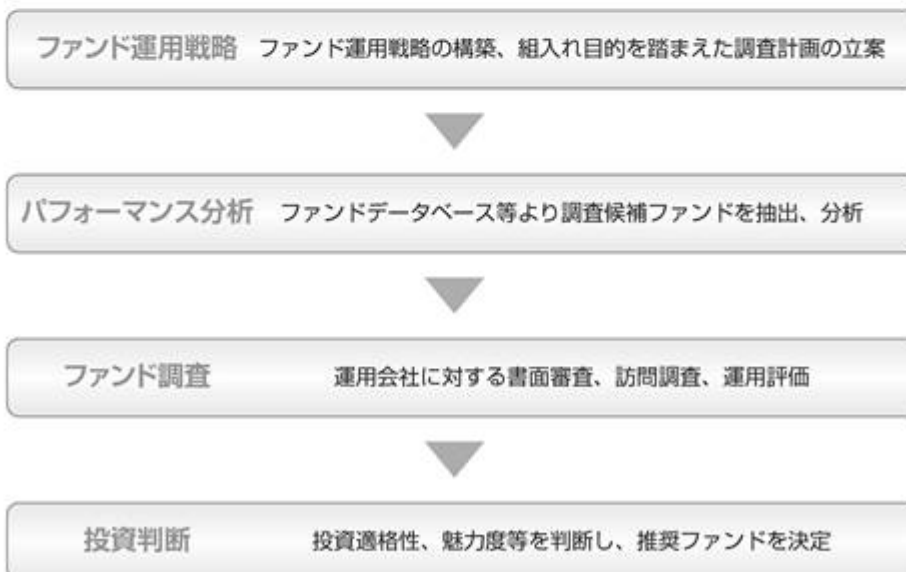 ファンド運用戦略 ファンド運用戦略の構築、組入れ目的を踏まえた調査計画の立案
パフォーマンス分析 ファンドデータベース等より調査候補ファンドを抽出、分析
ファンド調査 運用会社に対する書面審査、訪問調査、運用評価
投資判断 投資適格性、魅力度等を判断し、推奨ファンドを決定